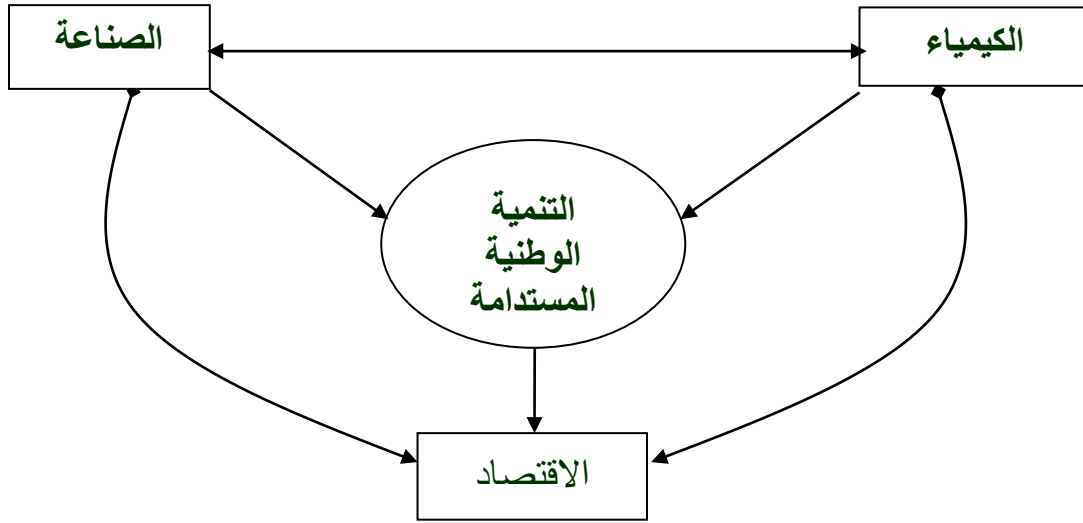 الكيمياء
الصناعة
التنمية
الوطنية
المستدامة
الاقتصاد